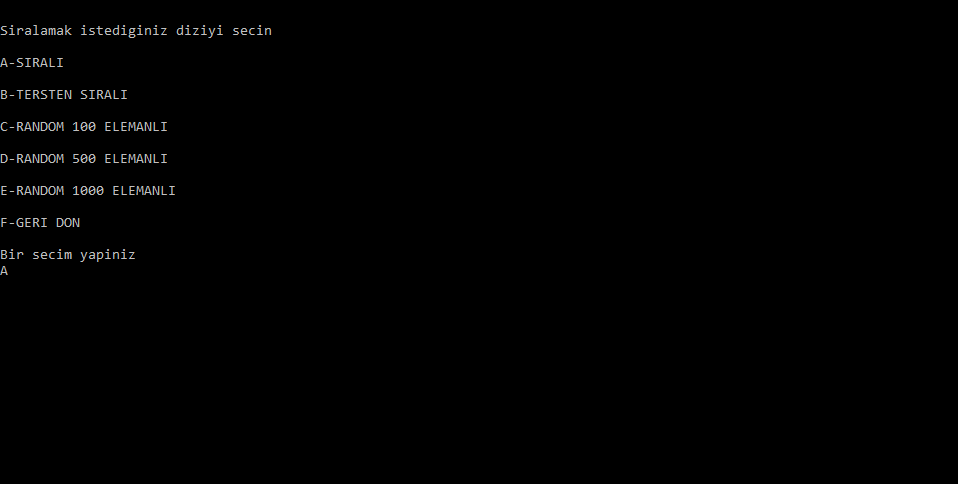 Siralamak istediginiz diziyi secin
A-SIRALI
B-TERSTEN SIRALI
C-RANDOM 100 ELEMANLI
D-RANDOM 500 ELEMANLI
E-RANDOM 1000 ELEMANLI
F-GERI DON
Bir secim yapiniz
A